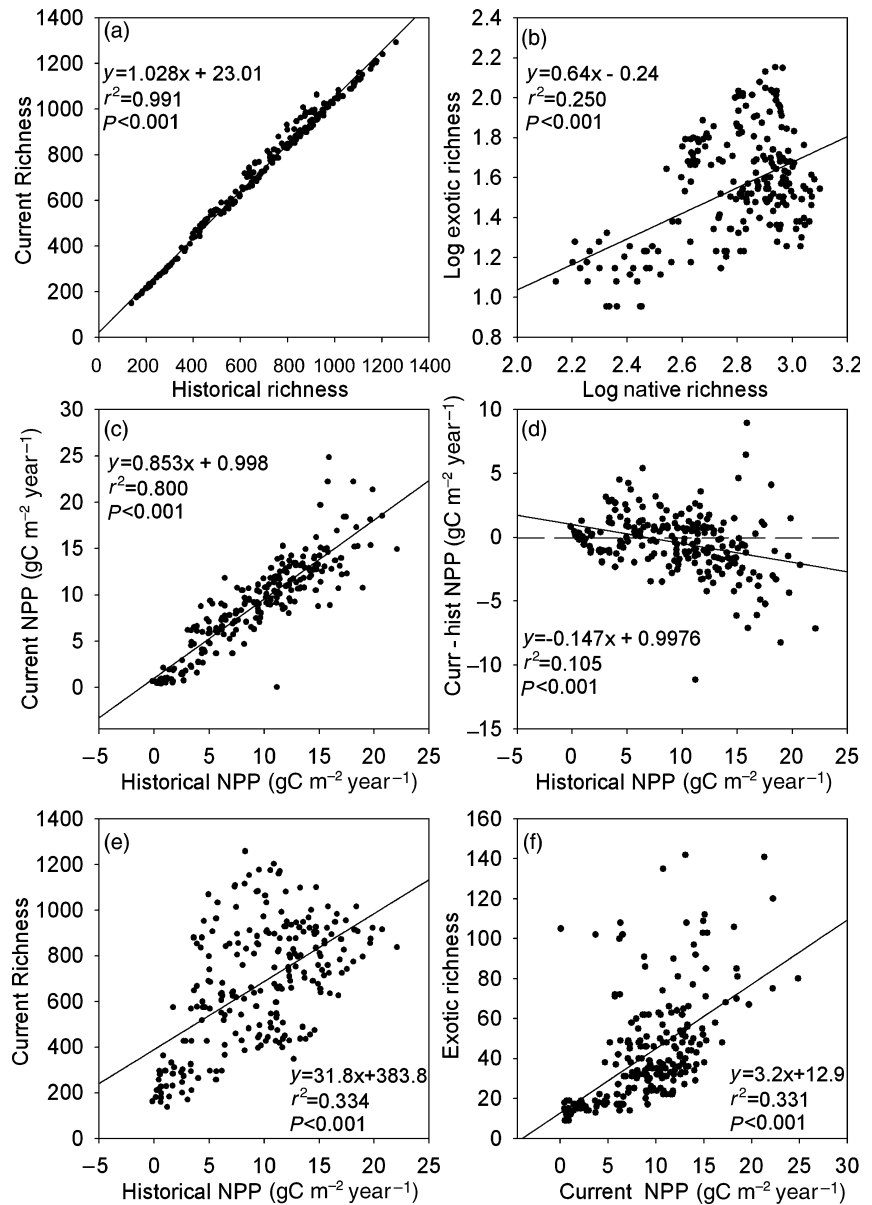 (a)
y=1.028x + 23.01
r²=0.991
P<0.001
Current Richness
1400
1200
1000
800
600
400
200
0
0 200 400 600 800 1000 1200 1400
Historical richness
(b)
y=0.64x - 0.24
r²=0.250
P<0.001
Log exotic richness
2.4
2.2
2.0
1.8
1.6
1.4
1.2
1.0
0.8
2.0 2.2 2.4 2.6 2.8 3.0 3.2
Log native richness
(c)
y=0.853x + 0.998
r²=0.800
P<0.001
Current NPP (gC m−2 year−1)
30
25
20
15
10
5
0
−5 0 5 10 15 20 25
Historical NPP (gC m−2 year−1)
(d)
y=-0.147x + 0.9976
r²=0.105
P<0.001
Curr - hist NPP (gC m−2 year−1)
10
5
0
−5
−10
−15
−5 0 5 10 15 20 25
Historical NPP (gC m−2 year−1)
(e)
y=31.8x+383.8
r²=0.334
P<0.001
Current Richness
1400
1200
1000
800
600
400
200
0
−5 0 5 10 15 20 25
Historical NPP (gC m−2 year−1)
(f)
y=3.2x+12.9
r²=0.331
P<0.001
Exotic richness
160
140
120
100
80
60
40
20
0
0 5 10 15 20 25 30
Current NPP (gC m−2 year−1)